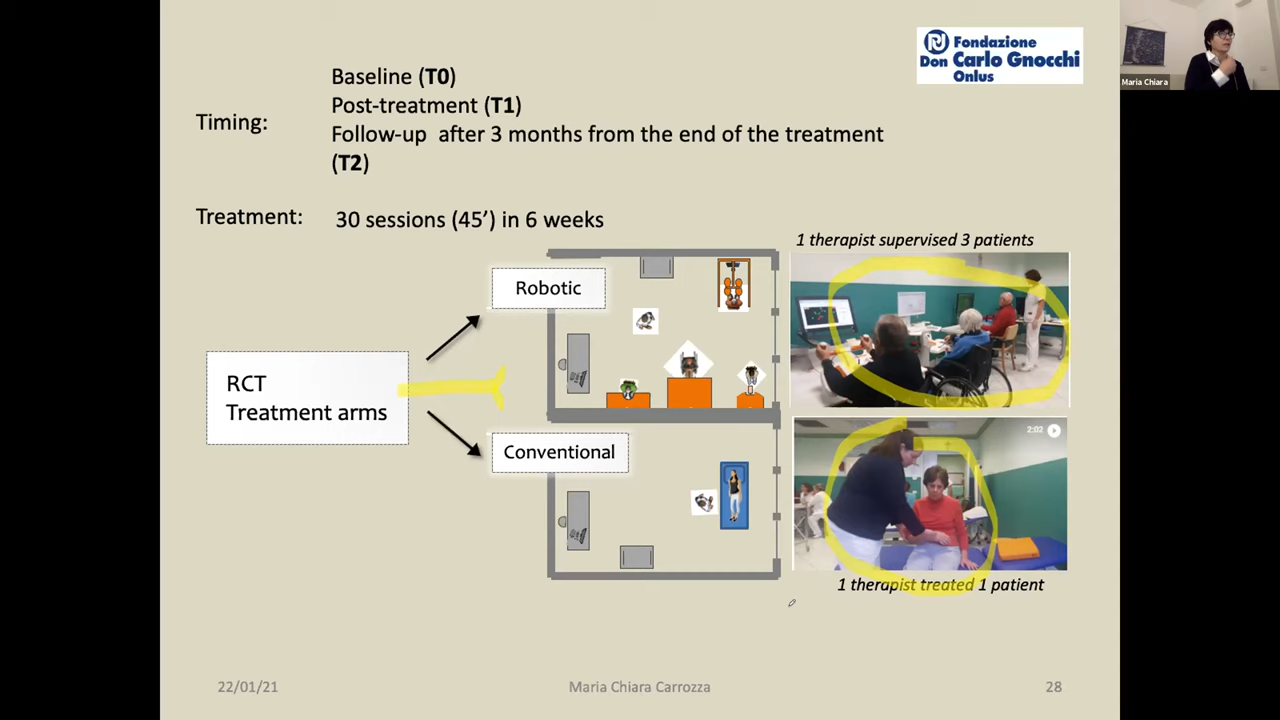 Fondazione
Don Carlo Gnocchi
Onlus
Maria Chiara
Baseline (T0)
Post-treatment (T1)
Timing:
Follow-up after 3 months from the end of the treatment
(T2)
Treatment:
30 sessions (45’) in 6 weeks
1 therapist supervised 3 patients
Robotic
RCT
Treatment arms
Conventional
2:02
1 therapist treated 1 patient
22/01/21
Maria Chiara Carrozza
28